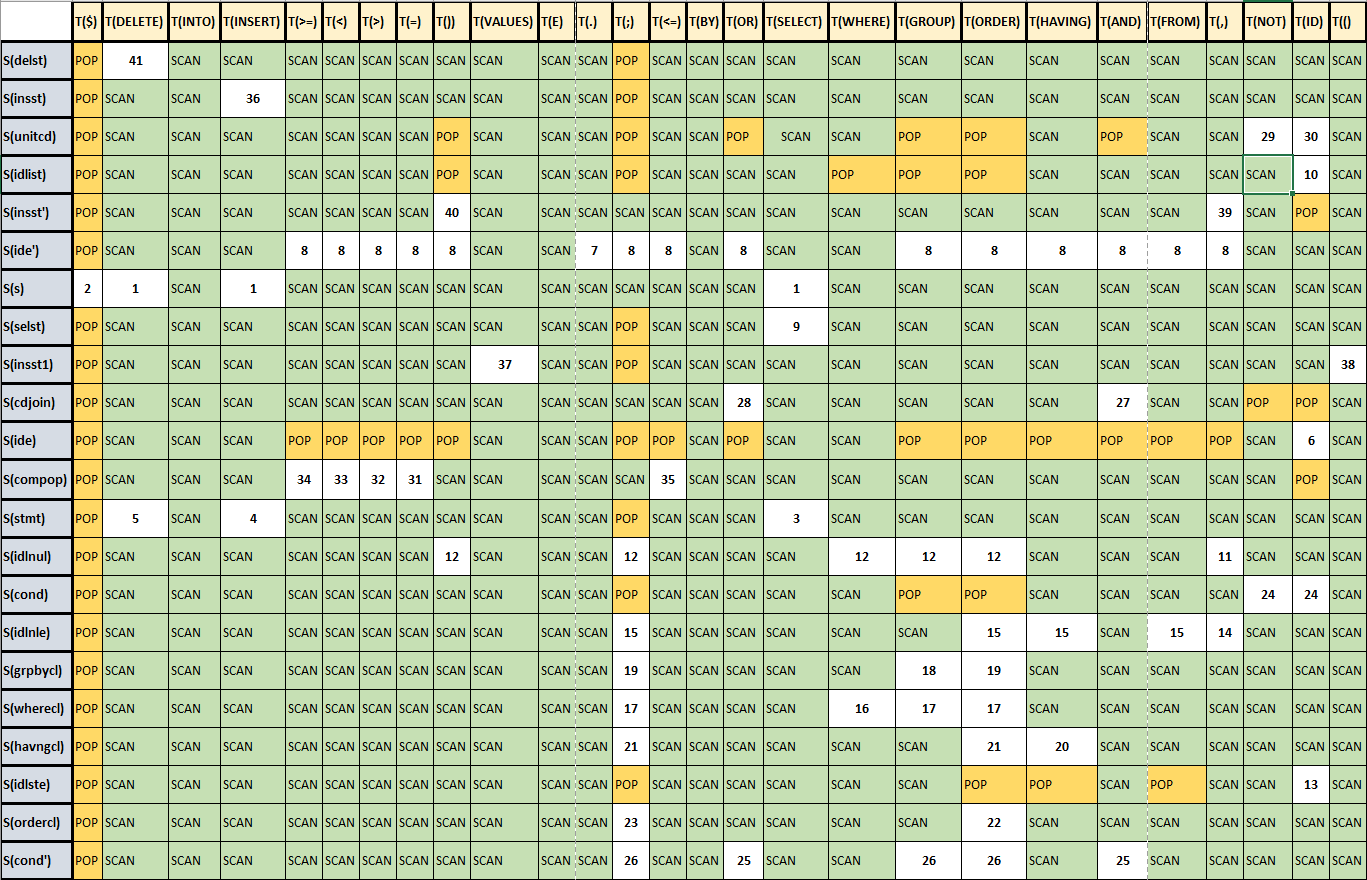 T($) T(DELETE) T(INTO) T(INSERT) T(>=) T(<) T(>) T(=) T()) T(VALUES) T(E) T(.) T(;) T(<=) T(BY) T(OR) T(SELECT) T(WHERE) T(GROUP) T(ORDER) T(HAVING) T(AND) T(FROM) T(,) T(NOT) T(ID) T(()
S(delst) POP 41 SCAN SCAN SCAN SCAN SCAN SCAN SCAN SCAN SCAN SCAN POP SCAN SCAN SCAN SCAN SCAN SCAN SCAN SCAN SCAN SCAN SCAN SCAN SCAN SCAN
S(insst) POP SCAN SCAN 36 SCAN SCAN SCAN SCAN SCAN SCAN SCAN SCAN POP SCAN SCAN SCAN SCAN SCAN SCAN SCAN SCAN SCAN SCAN SCAN SCAN SCAN SCAN
S(unitcd) POP SCAN SCAN SCAN SCAN SCAN SCAN SCAN POP SCAN SCAN SCAN POP SCAN SCAN POP SCAN SCAN POP POP SCAN POP SCAN SCAN 29 30 SCAN
S(idlist) POP SCAN SCAN SCAN SCAN SCAN SCAN SCAN POP SCAN SCAN SCAN POP SCAN SCAN SCAN SCAN POP POP POP SCAN SCAN SCAN SCAN SCAN 10 SCAN
S(insst') POP SCAN SCAN SCAN SCAN SCAN SCAN SCAN 40 SCAN SCAN SCAN SCAN SCAN SCAN SCAN SCAN SCAN SCAN SCAN SCAN SCAN SCAN 39 SCAN POP SCAN
S(ide') POP SCAN SCAN SCAN 8 8 8 8 8 SCAN SCAN 7 8 8 SCAN 8 SCAN SCAN 8 8 8 8 8 8 SCAN SCAN SCAN
S(s) 2 1 SCAN 1 SCAN SCAN SCAN SCAN SCAN SCAN SCAN SCAN SCAN SCAN SCAN SCAN 1 SCAN SCAN SCAN SCAN SCAN SCAN SCAN SCAN SCAN SCAN
S(selst) POP SCAN SCAN SCAN SCAN SCAN SCAN SCAN SCAN SCAN SCAN SCAN POP SCAN SCAN SCAN 9 SCAN SCAN SCAN SCAN SCAN SCAN SCAN SCAN SCAN SCAN
S(insst1) POP SCAN SCAN SCAN SCAN SCAN SCAN SCAN SCAN 37 SCAN SCAN POP SCAN SCAN SCAN SCAN SCAN SCAN SCAN SCAN SCAN SCAN SCAN SCAN SCAN 38
S(cdjoin) POP SCAN SCAN SCAN SCAN SCAN SCAN SCAN SCAN SCAN SCAN SCAN SCAN SCAN SCAN 28 SCAN SCAN SCAN SCAN SCAN 27 SCAN SCAN POP POP SCAN
S(ide) POP SCAN SCAN SCAN POP POP POP POP POP SCAN SCAN SCAN POP POP SCAN POP SCAN SCAN POP POP POP POP POP POP SCAN 6 SCAN
S(compop) POP SCAN SCAN SCAN 34 33 32 31 SCAN SCAN SCAN SCAN SCAN 35 SCAN SCAN SCAN SCAN SCAN SCAN SCAN SCAN SCAN SCAN SCAN POP SCAN
S(stmt) POP 5 SCAN 4 SCAN SCAN SCAN SCAN SCAN SCAN SCAN SCAN POP SCAN SCAN SCAN 3 SCAN SCAN SCAN SCAN SCAN SCAN SCAN SCAN SCAN SCAN
S(idlnul) POP SCAN SCAN SCAN SCAN SCAN SCAN SCAN 12 SCAN SCAN SCAN 12 SCAN SCAN SCAN SCAN 12 12 12 SCAN SCAN SCAN 11 SCAN SCAN SCAN
S(cond) POP SCAN SCAN SCAN SCAN SCAN SCAN SCAN SCAN SCAN SCAN SCAN POP SCAN SCAN SCAN SCAN SCAN POP POP SCAN SCAN SCAN SCAN 24 24 SCAN
S(idlnle) POP SCAN SCAN SCAN SCAN SCAN SCAN SCAN SCAN SCAN SCAN SCAN 15 SCAN SCAN SCAN SCAN SCAN SCAN 15 15 SCAN 15 14 SCAN SCAN SCAN
S(grpbycl) POP SCAN SCAN SCAN SCAN SCAN SCAN SCAN SCAN SCAN SCAN SCAN 19 SCAN SCAN SCAN SCAN SCAN 18 19 SCAN SCAN SCAN SCAN SCAN SCAN SCAN
S(wherecl) POP SCAN SCAN SCAN SCAN SCAN SCAN SCAN SCAN SCAN SCAN SCAN 17 SCAN SCAN SCAN SCAN 16 17 17 SCAN SCAN SCAN SCAN SCAN SCAN SCAN
S(havngcl) POP SCAN SCAN SCAN SCAN SCAN SCAN SCAN SCAN SCAN SCAN SCAN 21 SCAN SCAN SCAN SCAN SCAN SCAN 21 20 SCAN SCAN SCAN SCAN SCAN SCAN
S(idlste) POP SCAN SCAN SCAN SCAN SCAN SCAN SCAN SCAN SCAN SCAN SCAN POP SCAN SCAN SCAN SCAN SCAN SCAN POP POP SCAN POP SCAN SCAN 13 SCAN
S(ordercl) POP SCAN SCAN SCAN SCAN SCAN SCAN SCAN SCAN SCAN SCAN SCAN 23 SCAN SCAN SCAN SCAN SCAN SCAN 22 SCAN SCAN SCAN SCAN SCAN SCAN SCAN
S(cond') POP SCAN SCAN SCAN SCAN SCAN SCAN SCAN SCAN SCAN SCAN SCAN 26 SCAN SCAN 25 SCAN SCAN 26 26 SCAN 25 SCAN SCAN SCAN SCAN SCAN